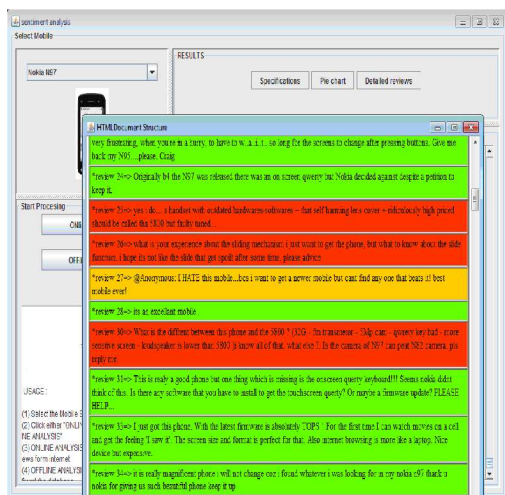 sentiment analysis
Select Mobile
Nokia N97
RESULTS
Specifications
Pie chart
Detailed reviews
HTMLDocument Structure
very frustrating, when you're in a hurry, to have to w..a..i..t.. so long for the screens to change after pressing buttons. Give me
back my N95.....please. Craig
*review 24=> Originally b4 the N97 was released there was an on screen qwerty but Nokia decided against despite a petition to
keep it.
*review 25=> yes : do.... s handset with outdated hardwares-softwares -- that self harming lens cover + ridiculously high priced
should be called the 5800 but faulty tuned...
*review 26=> what is your experience about the sliding mechanism. i just want to get the phone, but what to know about the slide
function. i hope its not like the slide that get spoilt after some time, please advice
*review 27=> @Anonymous: I HATE this mobile...bcs i want to get a newer mobile but cant find any one that beats it! best
mobile ever!
*review 28=> its an excellent mobile .
*review 30=> What is the diffrent between this phone and the 5800 ? (32G - fm transmetor - 5Mp cam - qwerty key bad - more
sensitive screen - loudspeaker is lower than 5800 )i know all of that. what else !. Is the camera of N97 can peat N82 camera. pls
reply me.
*review 31=> This is realy a good phone but one thing which is missing is the onscreen querty keyboard!!! Seems nokia didnt
think of this. Is there any software that you have to install to get the touchscreen querty? Or maybe a firmware update? PLEASE
HELP...
*review 33=> I just got this phone. With the latest firmware is absolutely TOPS ! For the first time I can watch movies on a cell
and get the feeling 'I saw it'. The screen size and format is perfect for that. Also internet browsing is more like a laptop. Nice
device but expensive.
*review 34=> it is really magnificent phone i will not change coz i found whatever i was looking for in my nokia n97 thank u
nokia for giving us such beautiful phone keep it up
Start Procesing
ONLI
OFFLI
USAGE :
(1) Select the Mobile
(2) Click either "ONLI
NE ANALYSIS"
(3) ONLINE ANALYSIS
ews form internet
(4) OFFLINE ANALYSI